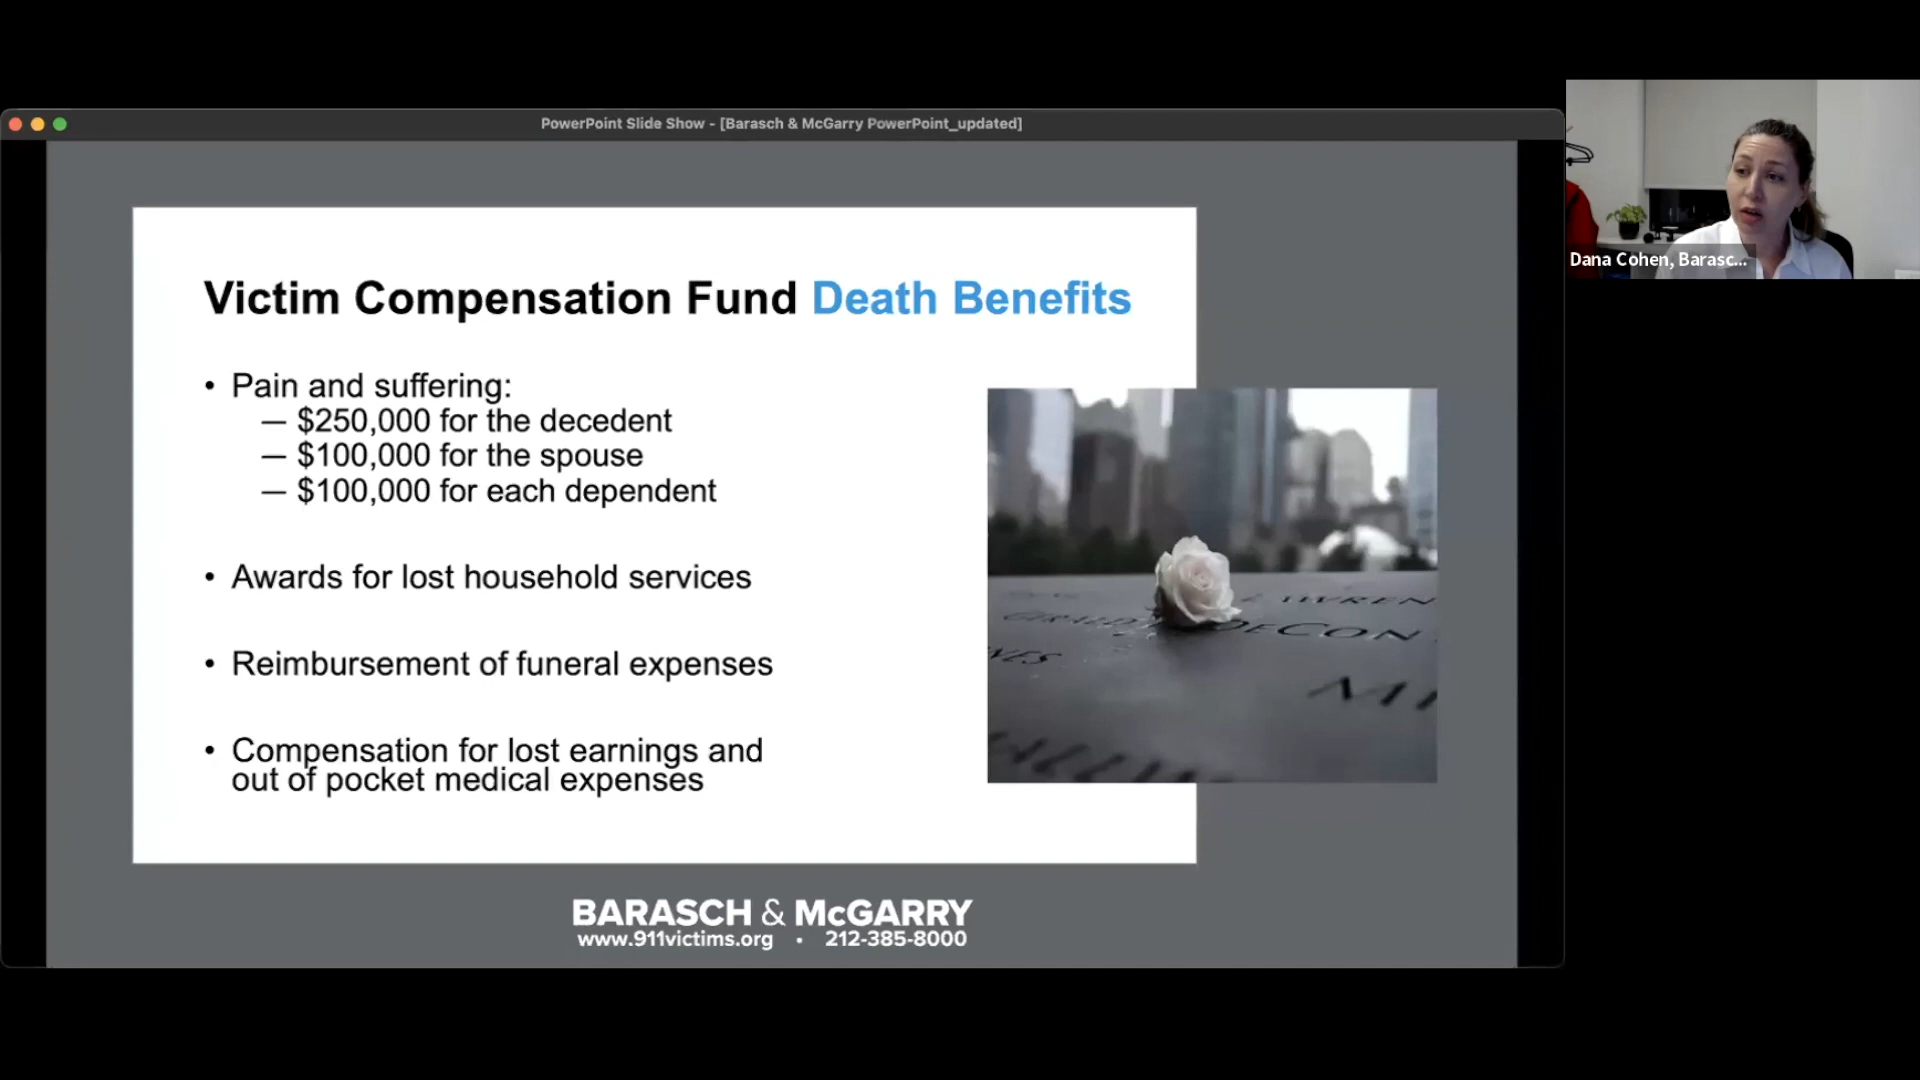 PowerPoint Slide Show - [Barasch & McGarry PowerPoint_updated]
Dana Cohen, Barasc...
Victim Compensation Fund Death Benefits
• Pain and suffering:
— $250,000 for the decedent
— $100,000 for the spouse
— $100,000 for each dependent
• Awards for lost household services
• Reimbursement of funeral expenses
• Compensation for lost earnings and
out of pocket medical expenses
DECON
BARASCH & McGARRY
www.911victims.org • 212-385-8000